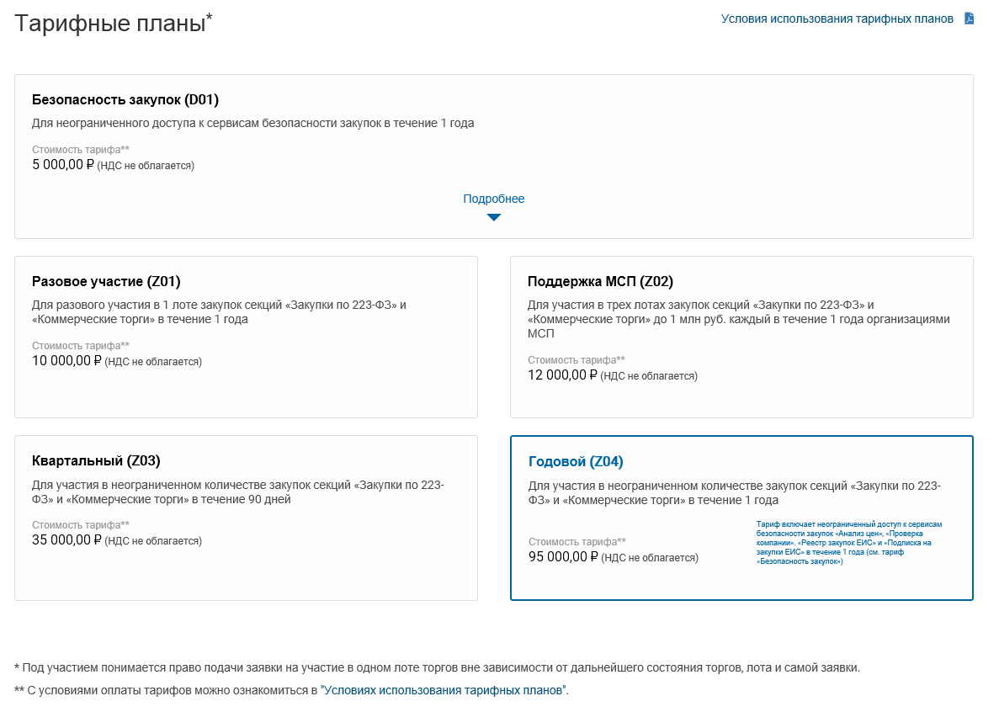 Тарифные планы*
Условия использования тарифных планов
Безопасность закупок (D01)
Для неограниченного доступа к сервисам безопасности закупок в течение 1 года
Стоимость тарифа**
5 000,00 ₽ (НДС не облагается)
Подробнее
Разовое участие (Z01)
Для разового участия в 1 лоте закупок секций «Закупки по 223-ФЗ» и
«Коммерческие торги» в течение 1 года
Стоимость тарифа**
10 000,00 ₽ (НДС не облагается)
Поддержка МСП (Z02)
Для участия в трех лотах закупок секций «Закупки по 223-ФЗ» и
«Коммерческие торги» до 1 млн руб. каждый в течение 1 года организациями
МСП
Стоимость тарифа**
12 000,00 ₽ (НДС не облагается)
Квартальный (Z03)
Для участия в неограниченном количестве закупок секций «Закупки по 223-
ФЗ» и «Коммерческие торги» в течение 90 дней
Стоимость тарифа**
35 000,00 ₽ (НДС не облагается)
Годовой (Z04)
Для участия в неограниченном количестве закупок секций «Закупки по 223-
ФЗ» и «Коммерческие торги» в течение 1 года
Стоимость тарифа**
95 000,00 ₽ (НДС не облагается)
Тариф включает неограниченный доступ к сервисам
безопасности закупок «Анализ цен», «Проверка
компании». «Реестр закупок ЕИС» и «Подписка на
закупки ЕИС» в течение 1 года (см. тариф
«Безопасность закупок»)
* Под участием понимается право подачи заявки на участие в одном лоте торгов вне зависимости от дальнейшего состояния торгов, лота и самой заявки.
** С условиями оплаты тарифов можно ознакомиться в "Условиях использования тарифных планов".